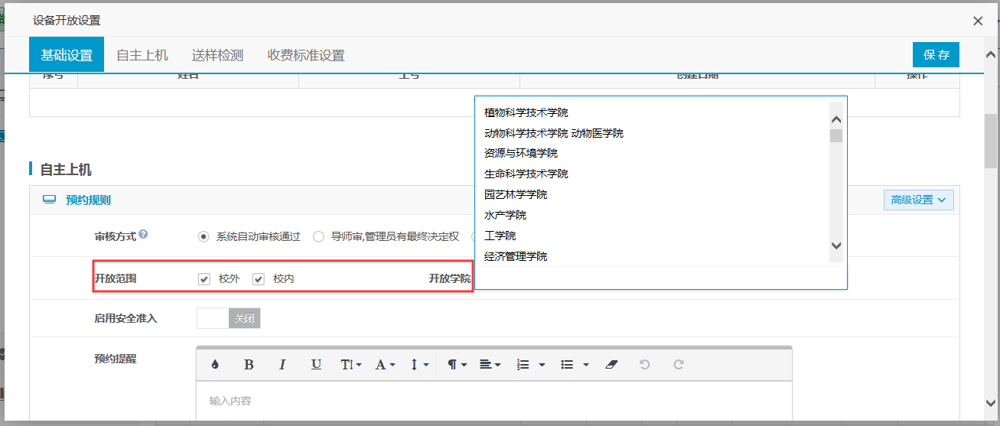 设备开放设置
基础设置 自主上机 送样检测 收费标准设置 保 存
序号 姓名 工号 创建日期 操作
植物科学技术学院
动物科学技术学院 动物医学院
资源与环境学院
生命科学技术学院
园艺林学学院
水产学院
工学院
经济管理学院
自主上机
预约规则 高级设置
审核方式 系统自动审核通过 导师审,管理员有最终决定权
开放范围 校外 校内 开放学院
启用安全准入 关闭
预约提醒
输入内容